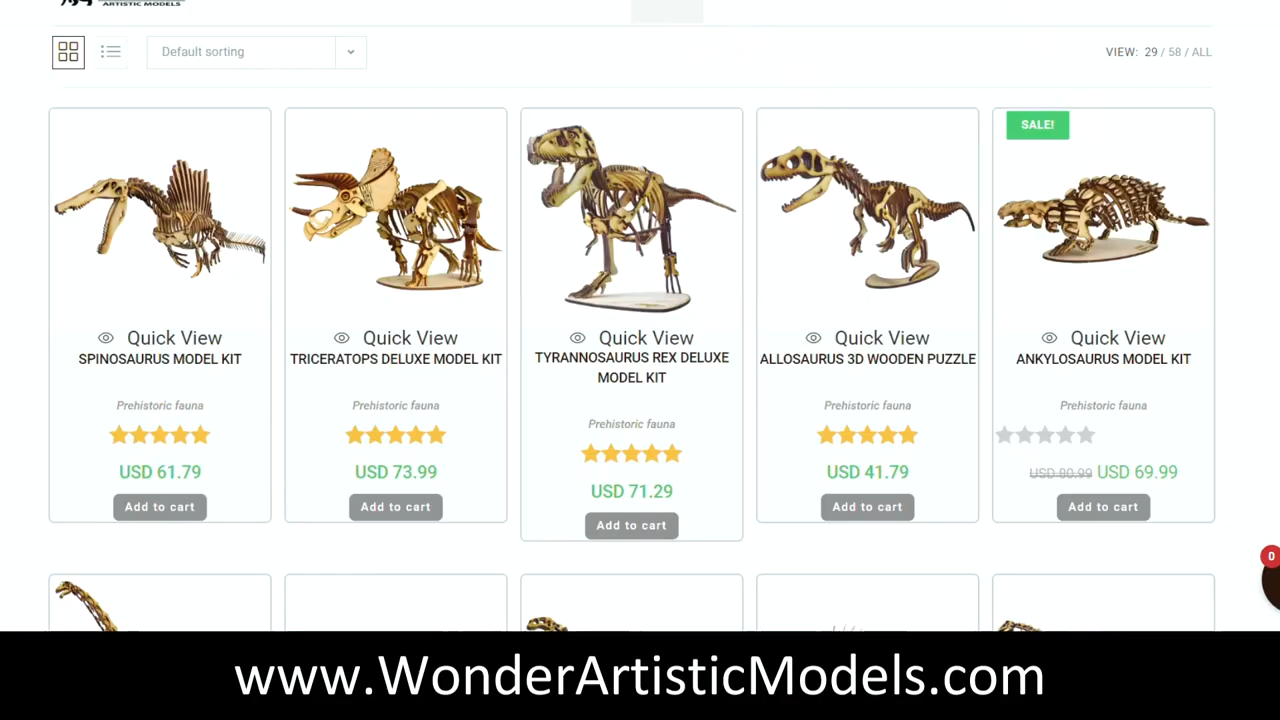 ARTISTIC MODELS
Default sorting
VIEW: 29 / 58 / ALL
SALE!
Quick View
SPINOSAURUS MODEL KIT
Prehistoric fauna
USD 61.79
Add to cart
Quick View
TRICERATOPS DELUXE MODEL KIT
Prehistoric fauna
USD 73.99
Add to cart
Quick View
TYRANNOSAURUS REX DELUXE
MODEL KIT
Prehistoric fauna
USD 71.29
Add to cart
Quick View
ALLOSAURUS 3D WOODEN PUZZLE
Prehistoric fauna
USD 41.79
Add to cart
Quick View
ANKYLOSAURUS MODEL KIT
Prehistoric fauna
USD 80.99 USD 69.99
Add to cart
0
www.WonderArtisticModels.com